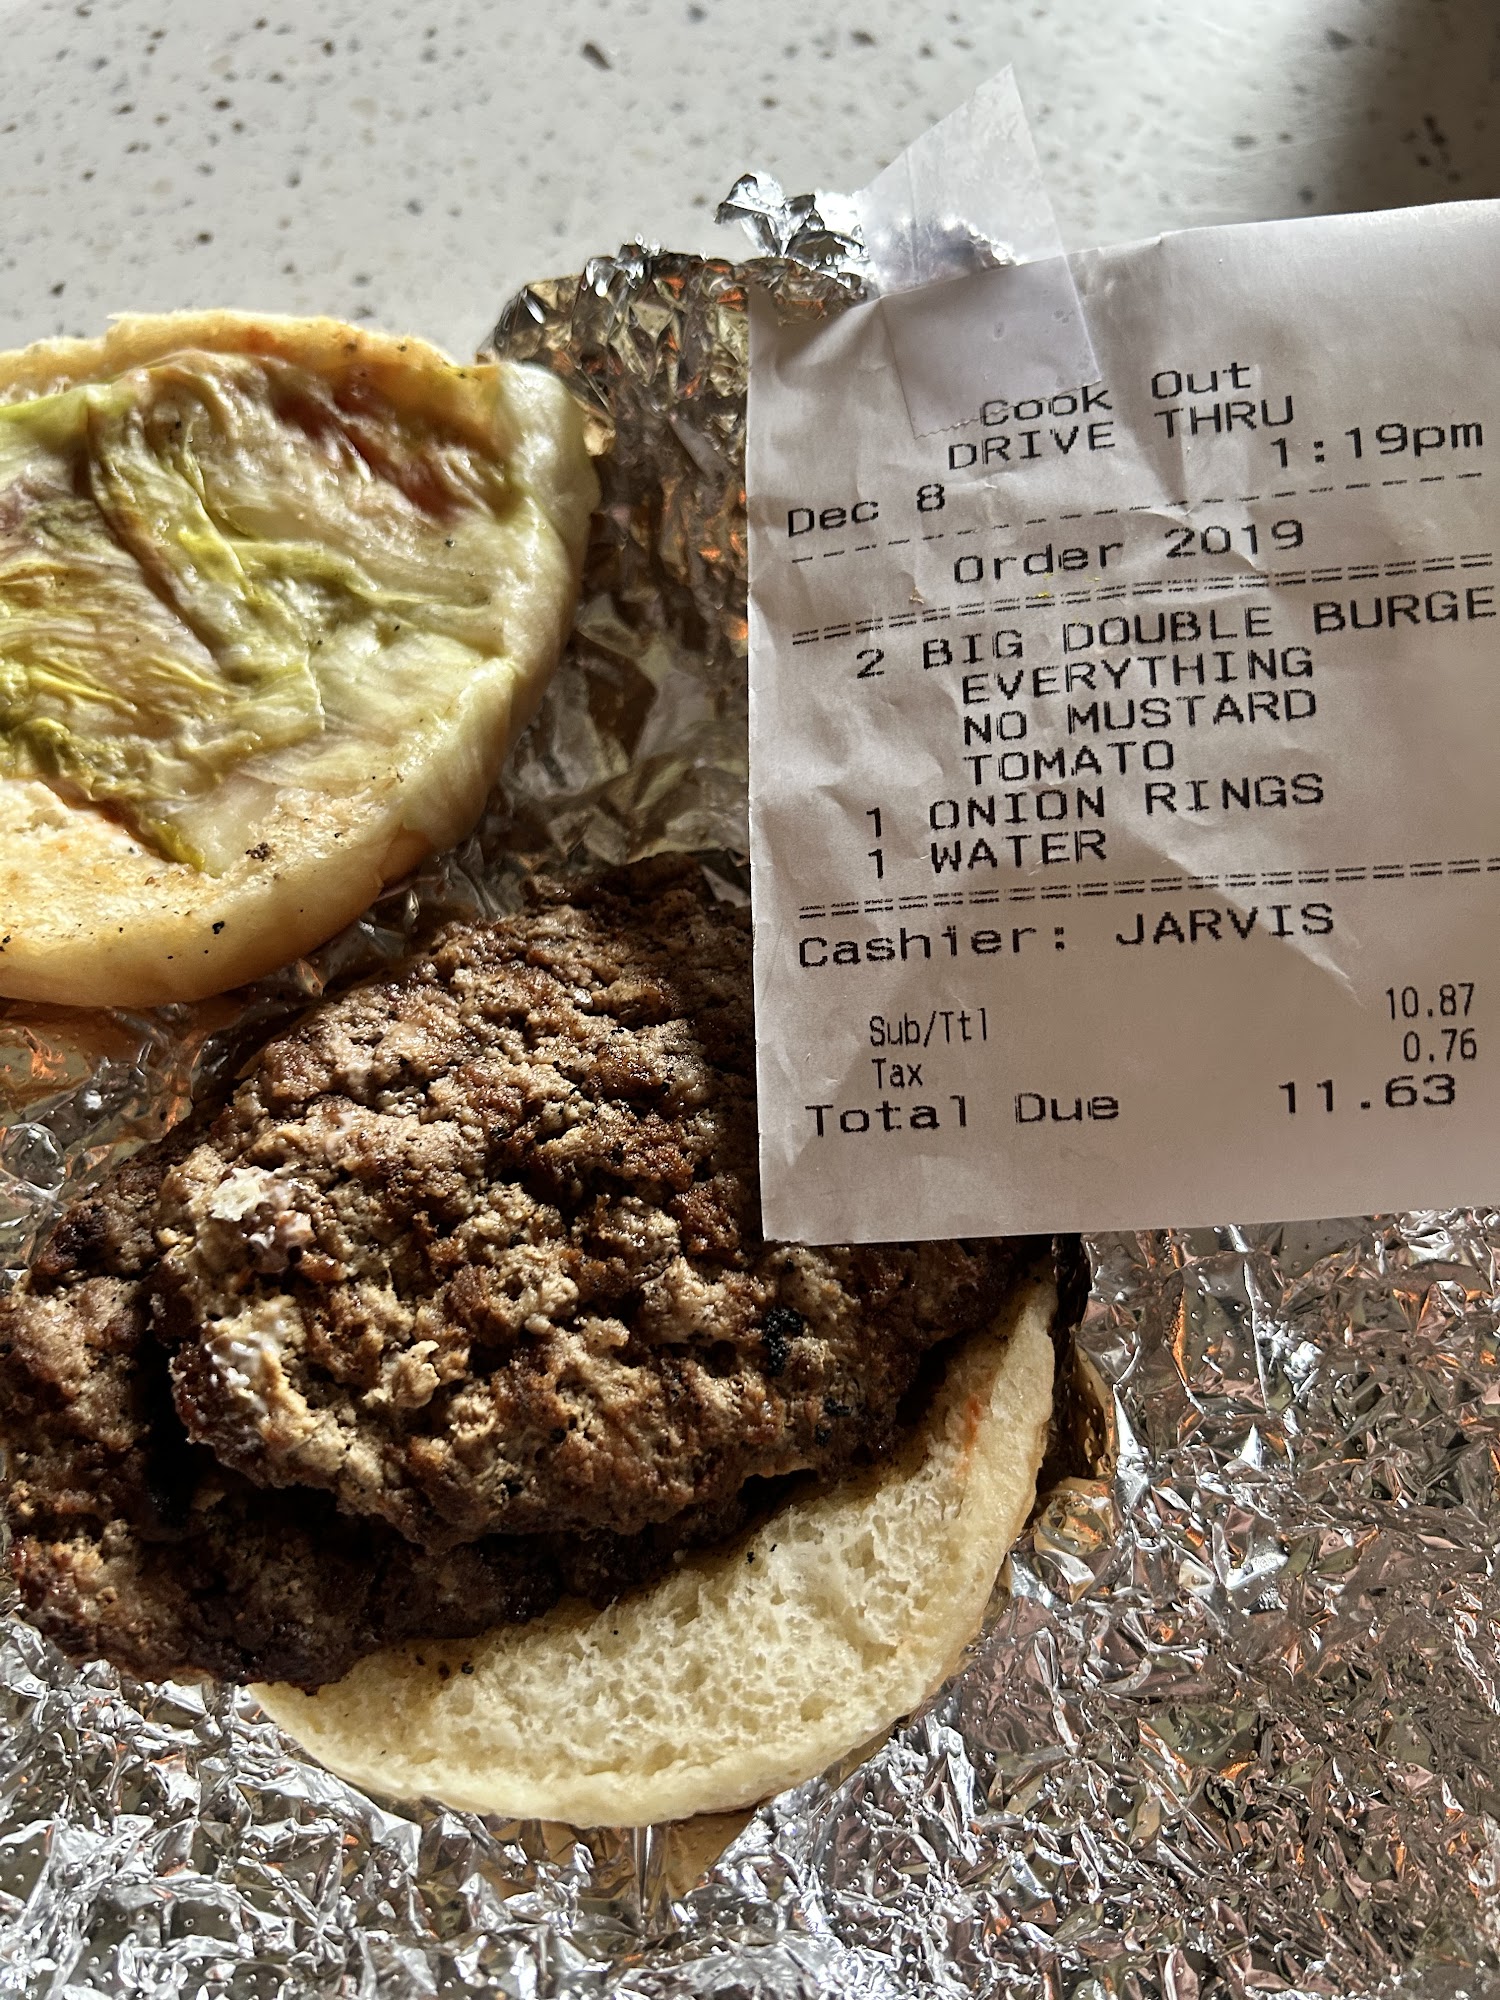 Cook Out
DRIVE THRU
Dec 8 1:19pm
Order 2019
2 BIG DOUBLE BURGE
EVERYTHING
NO MUSTARD
TOMATO
1 ONION RINGS
1 WATER
Cashier: JARVIS
Sub/Ttl 10.87
Tax 0.76
Total Due 11.63